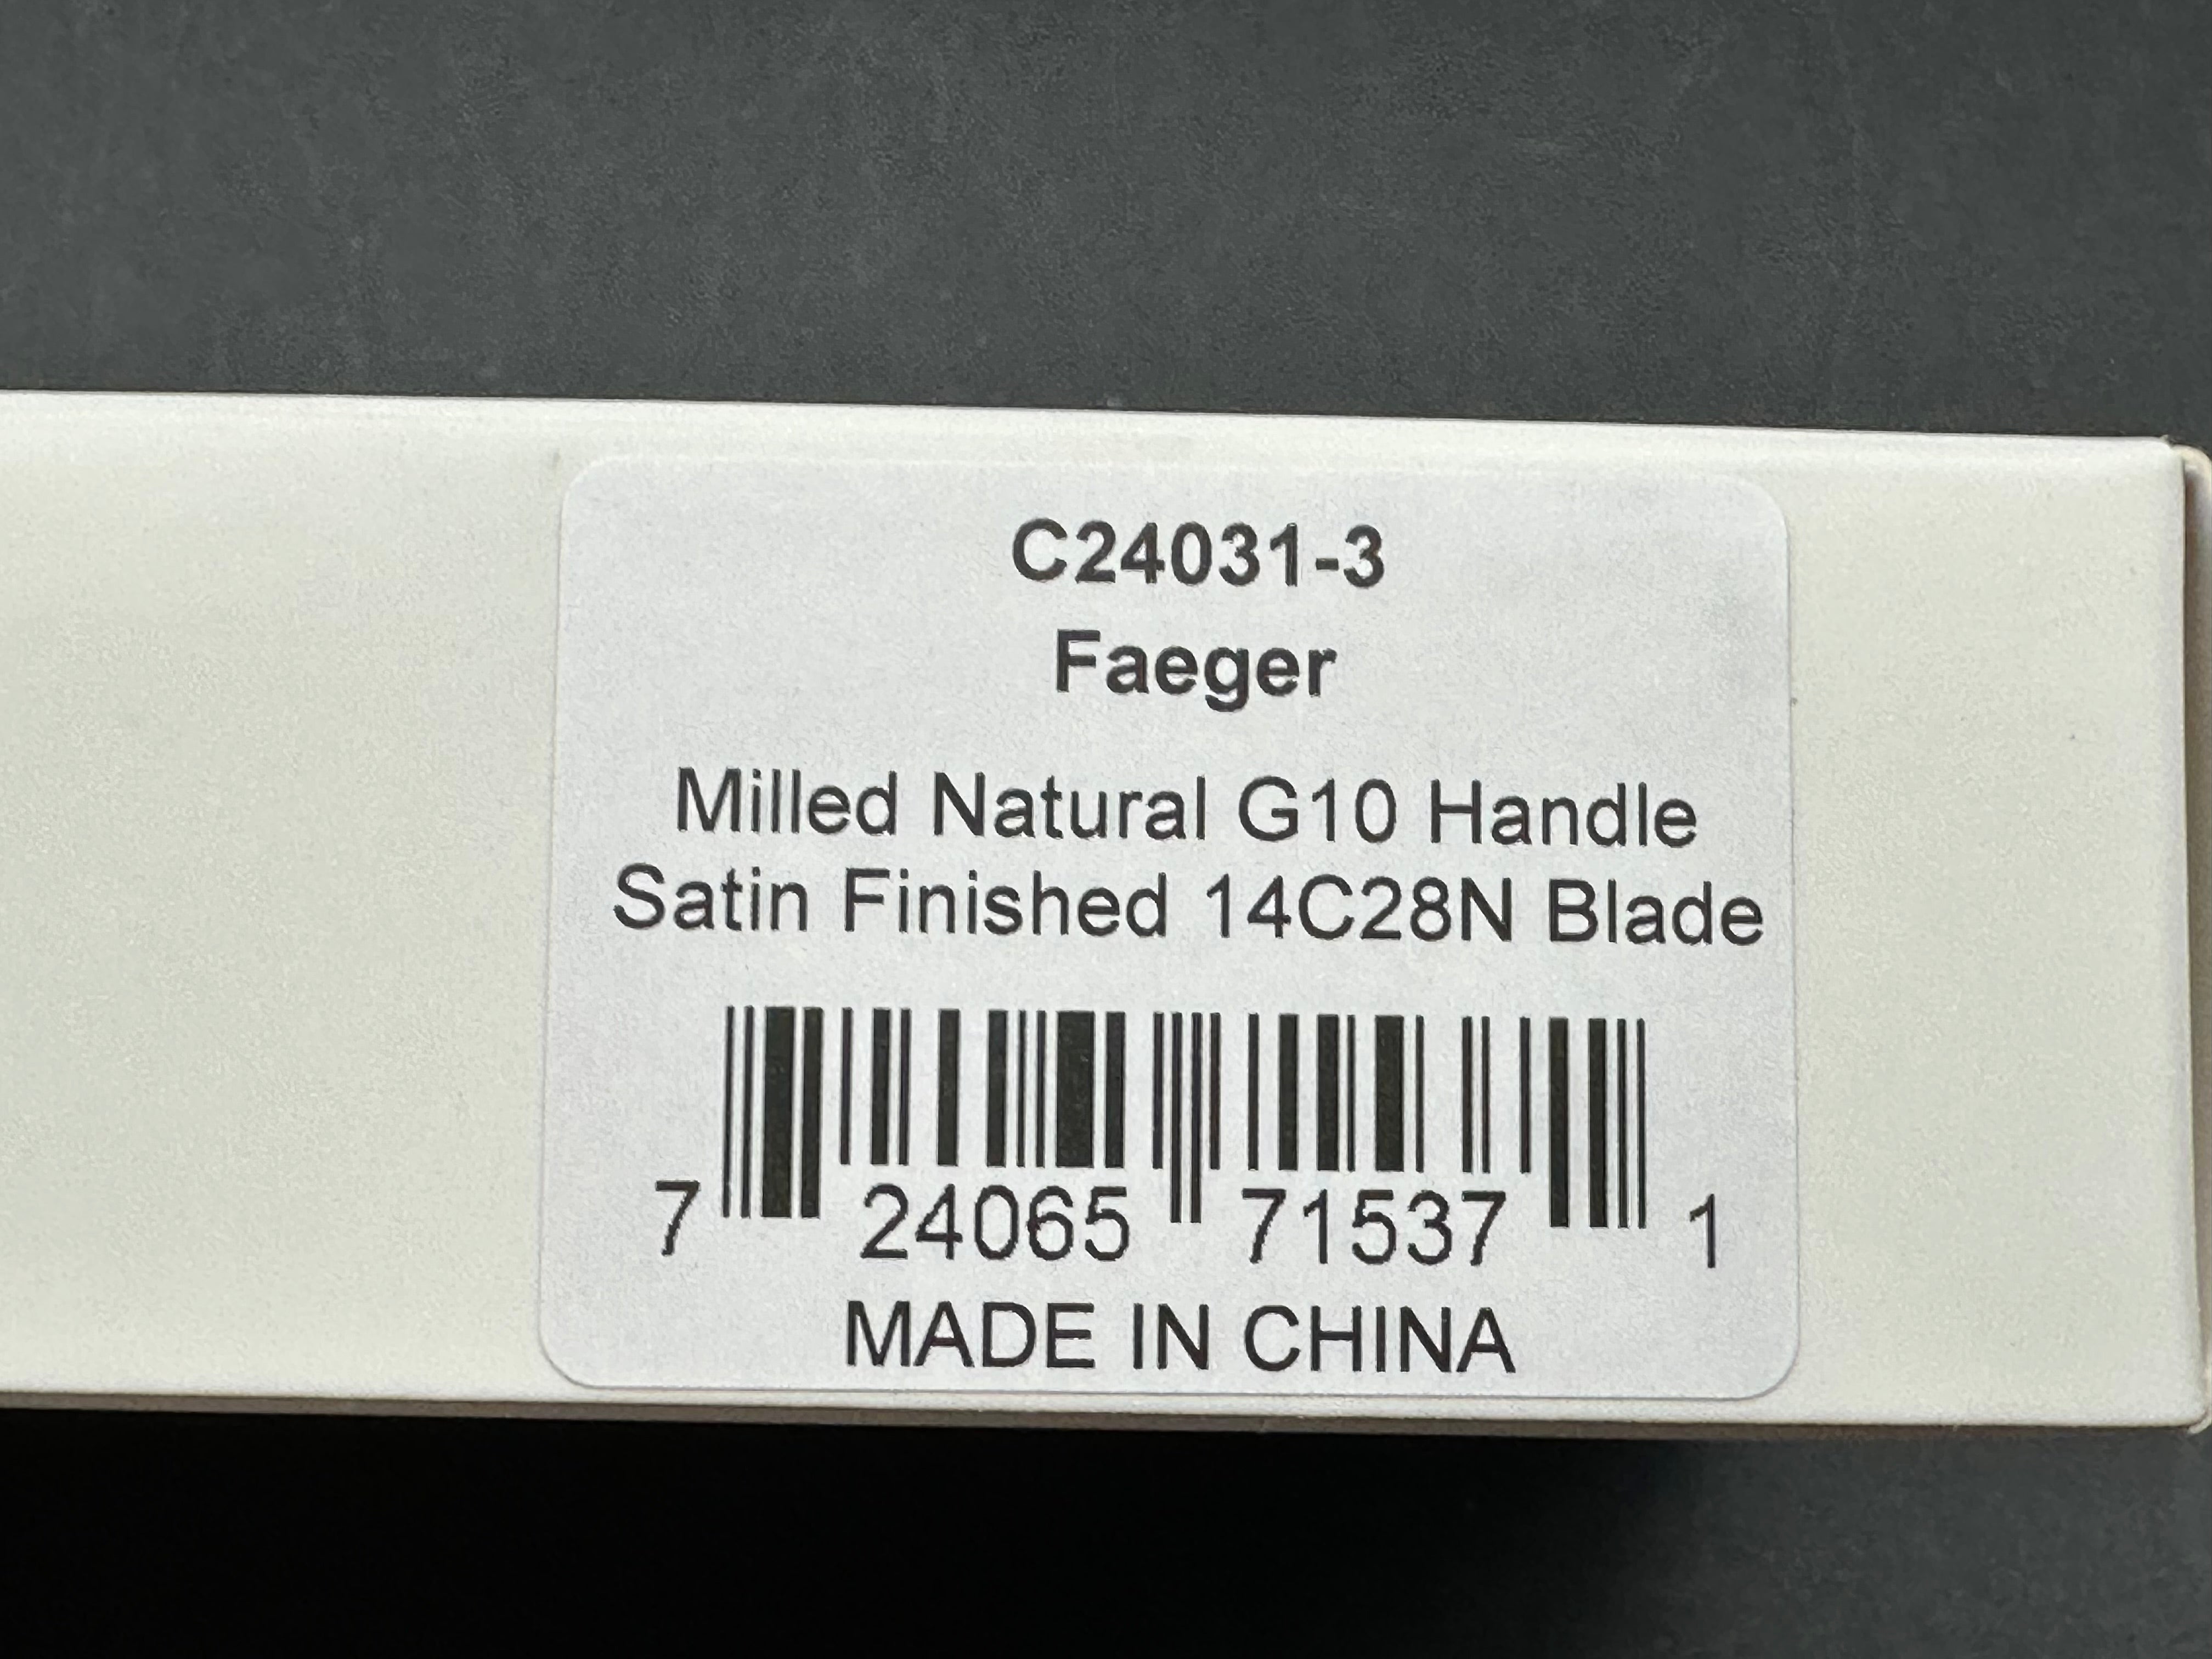 C24031-3
Faeger
Milled Natural G10 Handle
Satin Finished 14C28N Blade
7 24065 71537 1
MADE IN CHINA